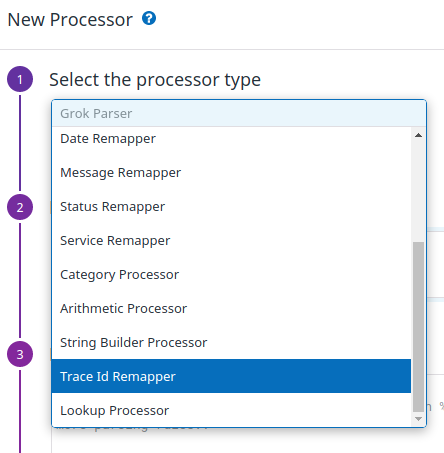 New Processor ?
1 Select the processor type
Grok Parser
Date Remapper
Message Remapper
Status Remapper
2
Service Remapper
Category Processor
Arithmetic Processor
String Builder Processor
3
Trace Id Remapper
Lookup Processor